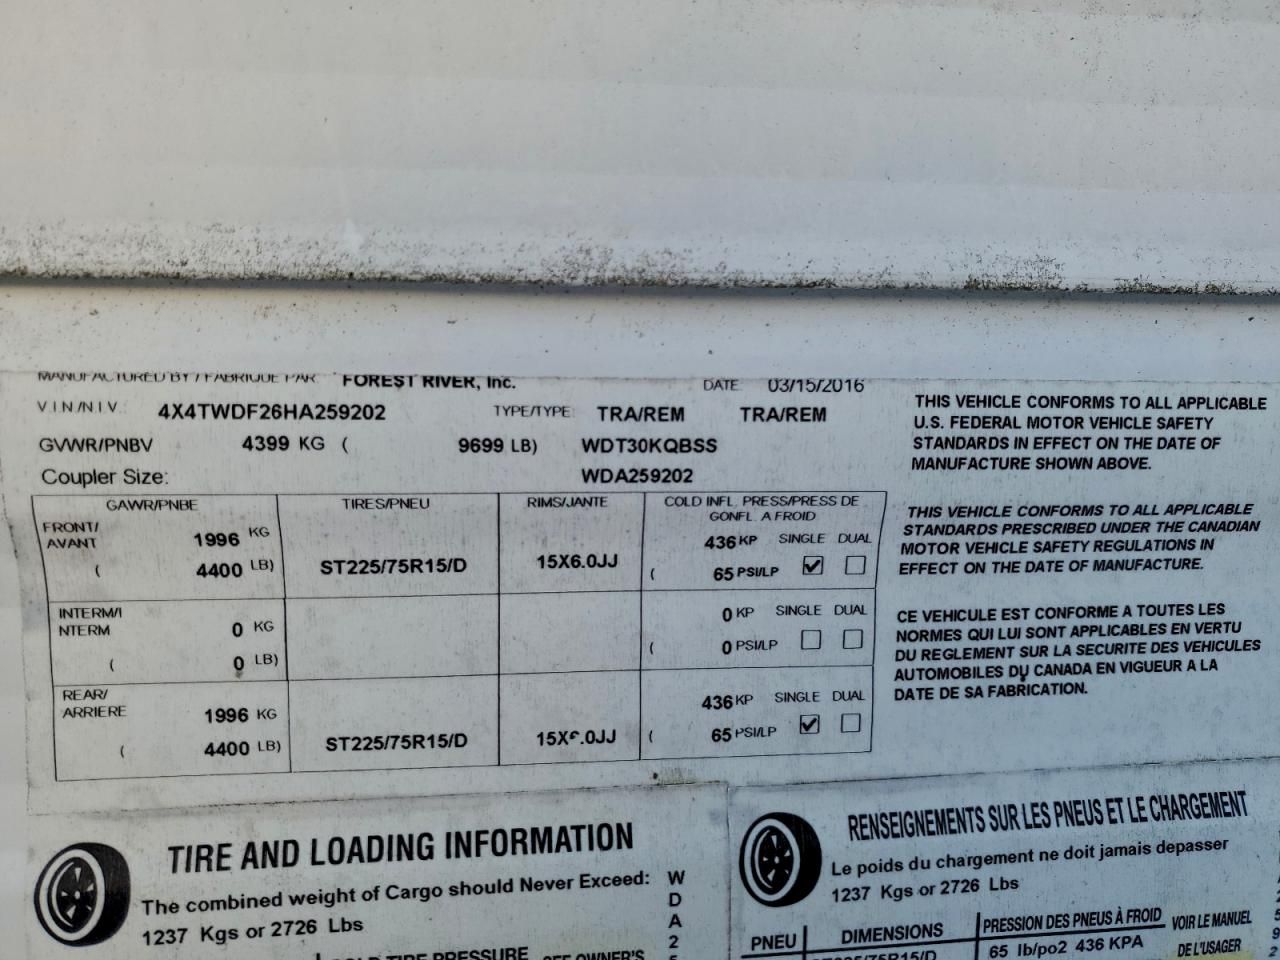 MANUFACTURED BY / FABRIQUE PAR FOREST RIVER, Inc. DATE 03/15/2016
V I N / N I V 4X4TWDF26HA259202 TYPE/TYPE TRA/REM TRA/REM
GVWR/PNBV 4399 KG ( 9699 LB) WDT30KQBSS
Coupler Size: WDA259202
GAWR/PNBE TIRES/PNEU RIMS/JANTE COLD INFL. PRESS/PRESS DE
GONFL. A FROID
FRONT/
AVANT 1996 KG 436 KP SINGLE DUAL
( 4400 LB) ST225/75R15/D 15X6.0JJ ( 65 PSI/LP
INTERM/I
NTERM 0 KG 0 KP SINGLE DUAL
( 0 LB) ( 0 PSI/LP
REAR/
ARRIERE 1996 KG 436 KP SINGLE DUAL
( 4400 LB) ST225/75R15/D 15X6.0JJ ( 65 PSI/LP
THIS VEHICLE CONFORMS TO ALL APPLICABLE
U.S. FEDERAL MOTOR VEHICLE SAFETY
STANDARDS IN EFFECT ON THE DATE OF
MANUFACTURE SHOWN ABOVE.
THIS VEHICLE CONFORMS TO ALL APPLICABLE
STANDARDS PRESCRIBED UNDER THE CANADIAN
MOTOR VEHICLE SAFETY REGULATIONS IN
EFFECT ON THE DATE OF MANUFACTURE.
CE VEHICULE EST CONFORME A TOUTES LES
NORMES QUI LUI SONT APPLICABLES EN VERTU
DU REGLEMENT SUR LA SECURITE DES VEHICULES
AUTOMOBILES DU CANADA EN VIGUEUR A LA
DATE DE SA FABRICATION.
TIRE AND LOADING INFORMATION
The combined weight of Cargo should Never Exceed:
1237 Kgs or 2726 Lbs
COLD TIRE PRESSURE SEE OWNER'S
W
D
A
2
RENSEIGNEMENTS SUR LES PNEUS ET LE CHARGEMENT
Le poids du chargement ne doit jamais depasser
1237 Kgs or 2726 Lbs
PNEU DIMENSIONS PRESSION DES PNEUS À FROID VOIR LE MANUEL
ST225/75R15/D 65 lb/po2 436 KPA DE L'USAGER